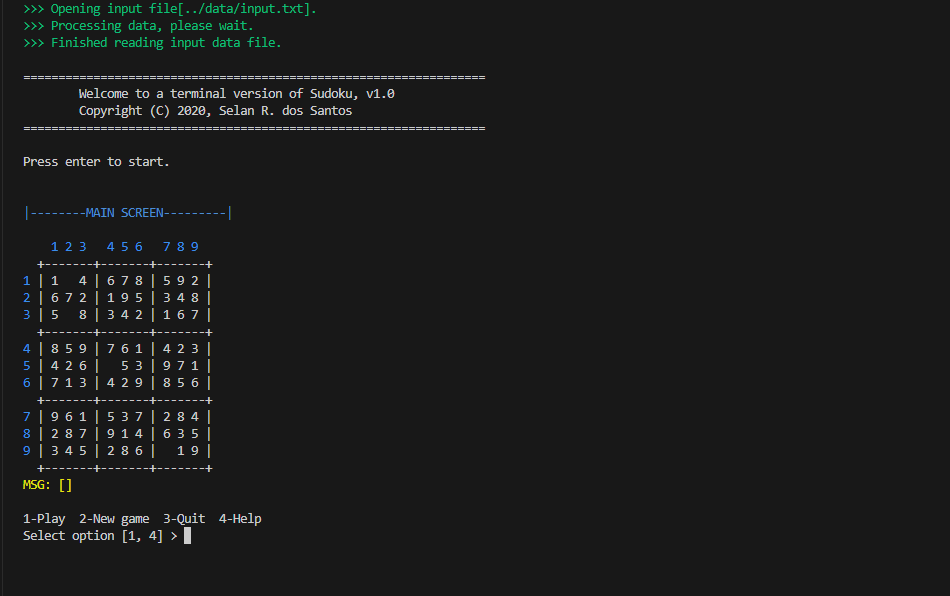 >>> Opening input file[../data/input.txt].
>>> Processing data, please wait.
>>> Finished reading input data file.
==================================================================
Welcome to a terminal version of Sudoku, v1.0
Copyright (C) 2020, Selan R. dos Santos
==================================================================
Press enter to start.
|--------MAIN SCREEN---------|
1 2 3   4 5 6   7 8 9
+-------+-------+-------+
1 | 1   4 | 6 7 8 | 5 9 2 |
2 | 6 7 2 | 1 9 5 | 3 4 8 |
3 | 5   8 | 3 4 2 | 1 6 7 |
+-------+-------+-------+
4 | 8 5 9 | 7 6 1 | 4 2 3 |
5 | 4 2 6 |   5 3 | 9 7 1 |
6 | 7 1 3 | 4 2 9 | 8 5 6 |
+-------+-------+-------+
7 | 9 6 1 | 5 3 7 | 2 8 4 |
8 | 2 8 7 | 9 1 4 | 6 3 5 |
9 | 3 4 5 | 2 8 6 |   1 9 |
+-------+-------+-------+
MSG: []
1-Play  2-New game  3-Quit  4-Help
Select option [1, 4] >